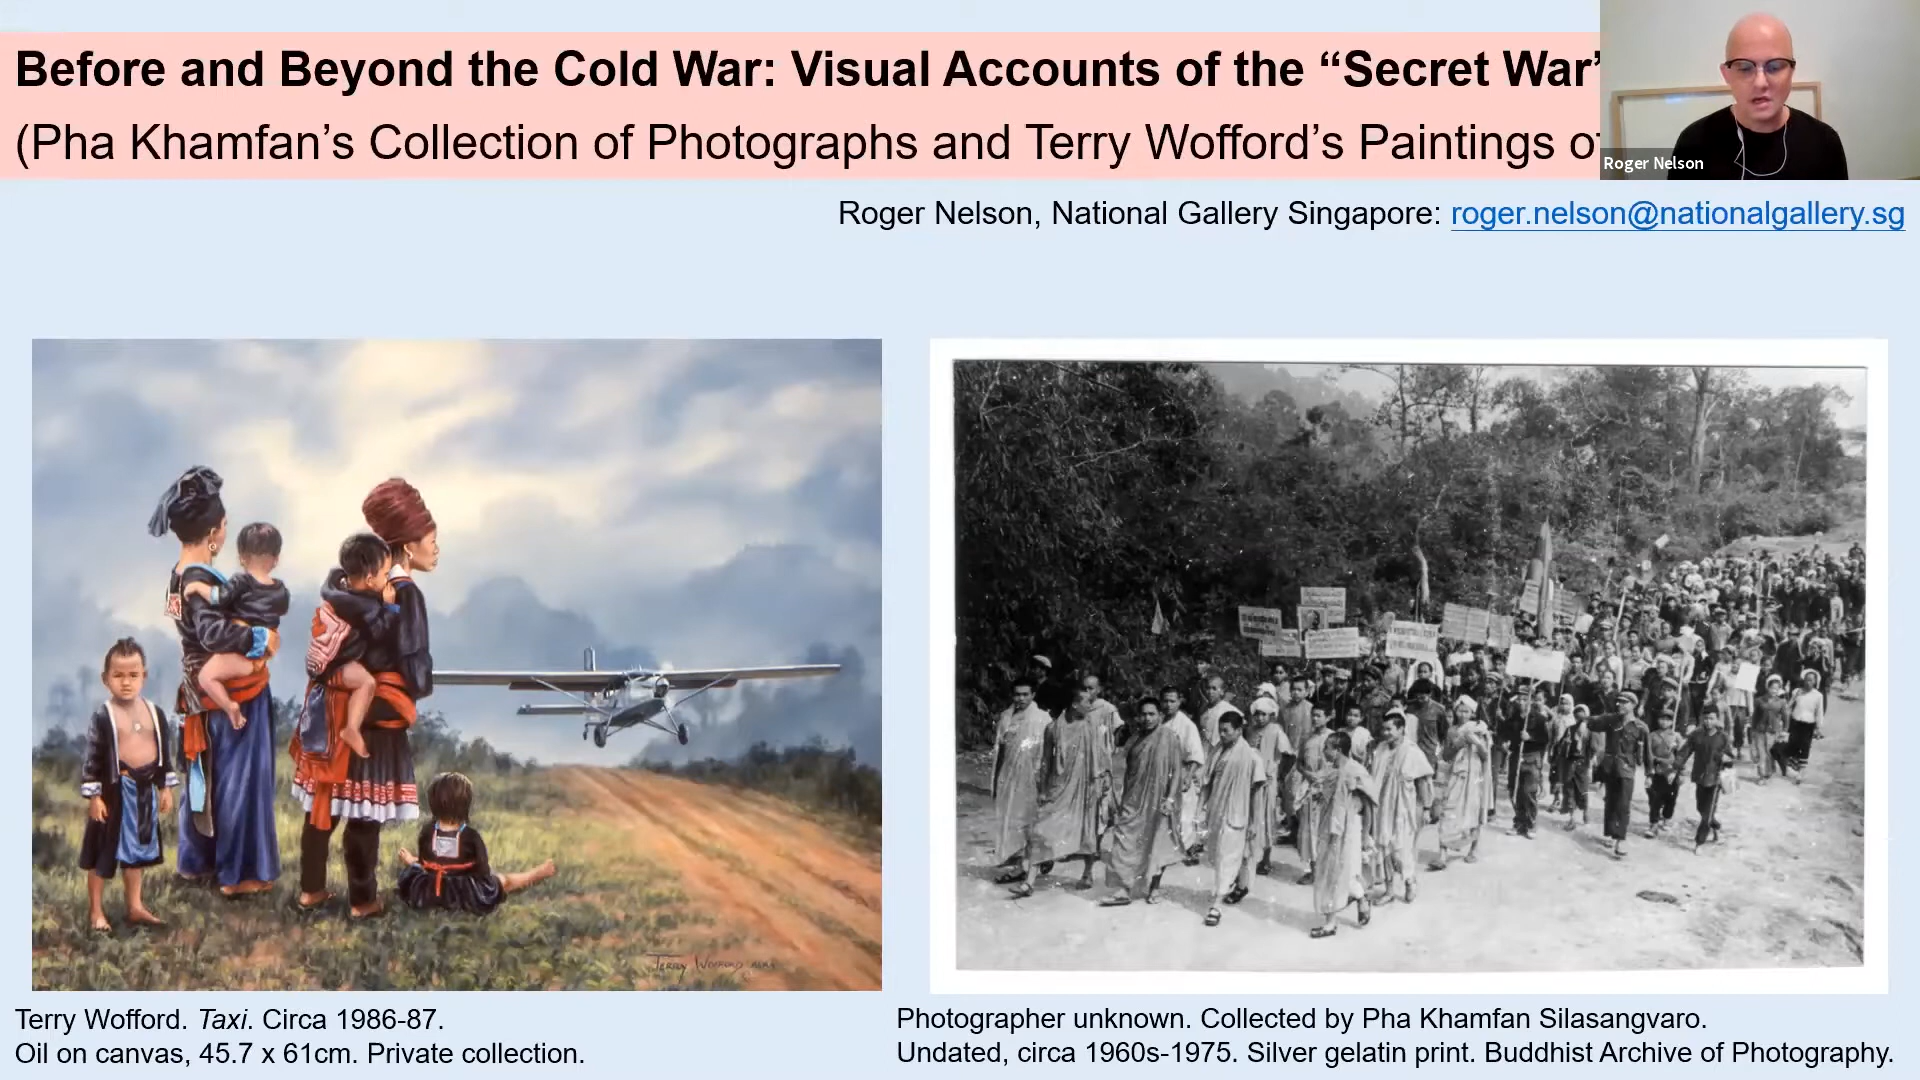 Before and Beyond the Cold War: Visual Accounts of the “Secret War”
(Pha Khamfan’s Collection of Photographs and Terry Wofford’s Paintings of
Roger Nelson
Roger Nelson, National Gallery Singapore: roger.nelson@nationalgallery.sg
TERRY WOFFORD
Terry Wofford. Taxi. Circa 1986-87.
Oil on canvas, 45.7 x 61cm. Private collection.
Photographer unknown. Collected by Pha Khamfan Silasangvaro.
Undated, circa 1960s-1975. Silver gelatin print. Buddhist Archive of Photography.